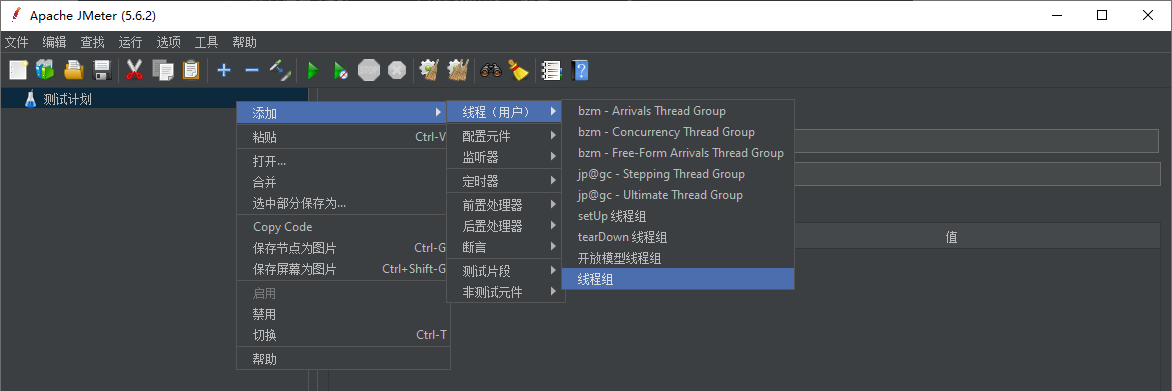 Apache JMeter (5.6.2)
文件 编辑 查找 运行 选项 工具 帮助
测试计划
添加
粘贴 Ctrl-V
打开...
合并
选中部分保存为...
Copy Code
保存节点为图片 Ctrl-G
保存屏幕为图片 Ctrl+Shift-G
启用
禁用
切换 Ctrl-T
帮助
线程（用户）
配置元件
监听器
定时器
前置处理器
后置处理器
断言
测试片段
非测试元件
bzm - Arrivals Thread Group
bzm - Concurrency Thread Group
bzm - Free-Form Arrivals Thread Group
jp@gc - Stepping Thread Group
jp@gc - Ultimate Thread Group
setUp 线程组
tearDown 线程组
开放模型线程组
线程组
值